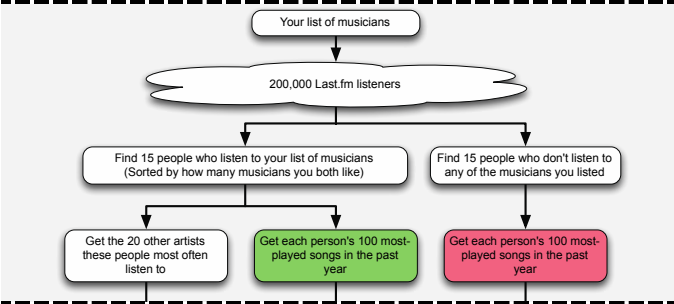 Your list of musicians
200,000 Last.fm listeners
Find 15 people who listen to your list of musicians
(Sorted by how many musicians you both like)
Find 15 people who don't listen to
any of the musicians you listed
Get the 20 other artists
these people most often
listen to
Get each person's 100 most-
played songs in the past
year
Get each person's 100 most-
played songs in the past
year